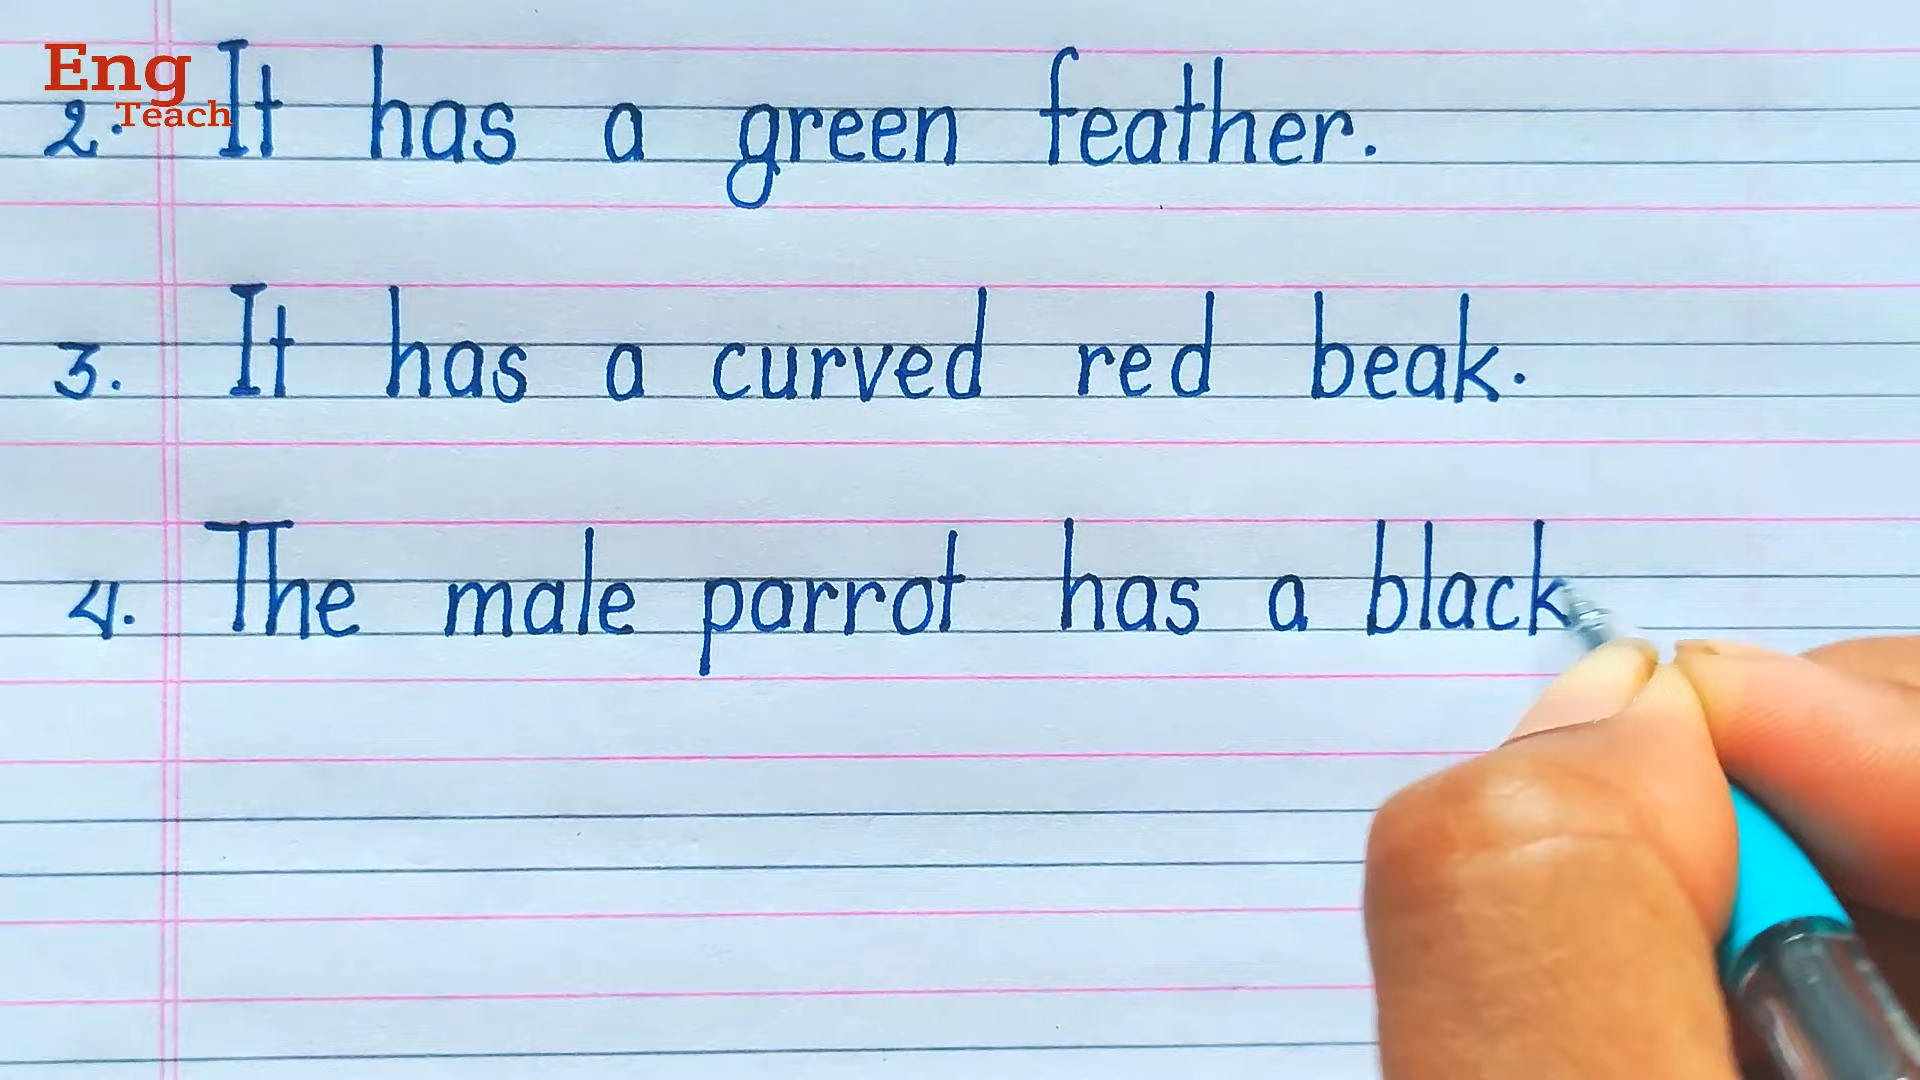 Eng
Teach
2. It has a green feather.
3. It has a curved red beak.
4. The male parrot has a black